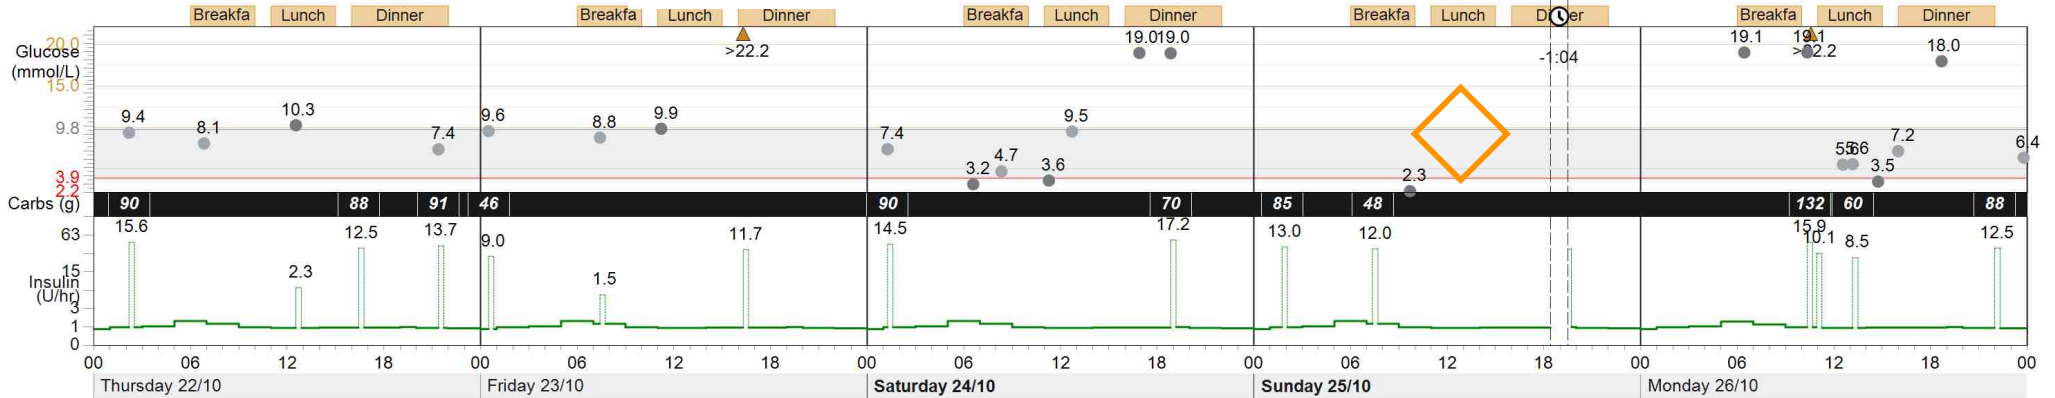 Breakfa Lunch Dinner Breakfa Lunch Dinner Breakfa Lunch Dinner Breakfa Lunch Breakfa Lunch Dinner
20.0
Glucose
(mmol/L)
15.0
9.8
3.9
2.2
9.4 8.1 10.3 7.4 9.6 8.8 9.9 >22.2 7.4 3.2 4.7 3.6 9.5 19.0 19.0 2.3 -1:04 19.1 19.1 3.5 7.2 18.0 6.4
Carbs (g) 90 88 91 46 90 70 85 48 132 60 88
63
15
Insulin
(U/hr)
3
1
0
15.6 2.3 12.5 13.7 9.0 1.5 11.7 14.5 17.2 13.0 12.0 15.9 10.1 8.5 12.5
00 06 12 18 00 06 12 18 00 06 12 18 00 06 12 18 00 06 12 18 00
Thursday 22/10 Friday 23/10 Saturday 24/10 Sunday 25/10 Monday 26/10